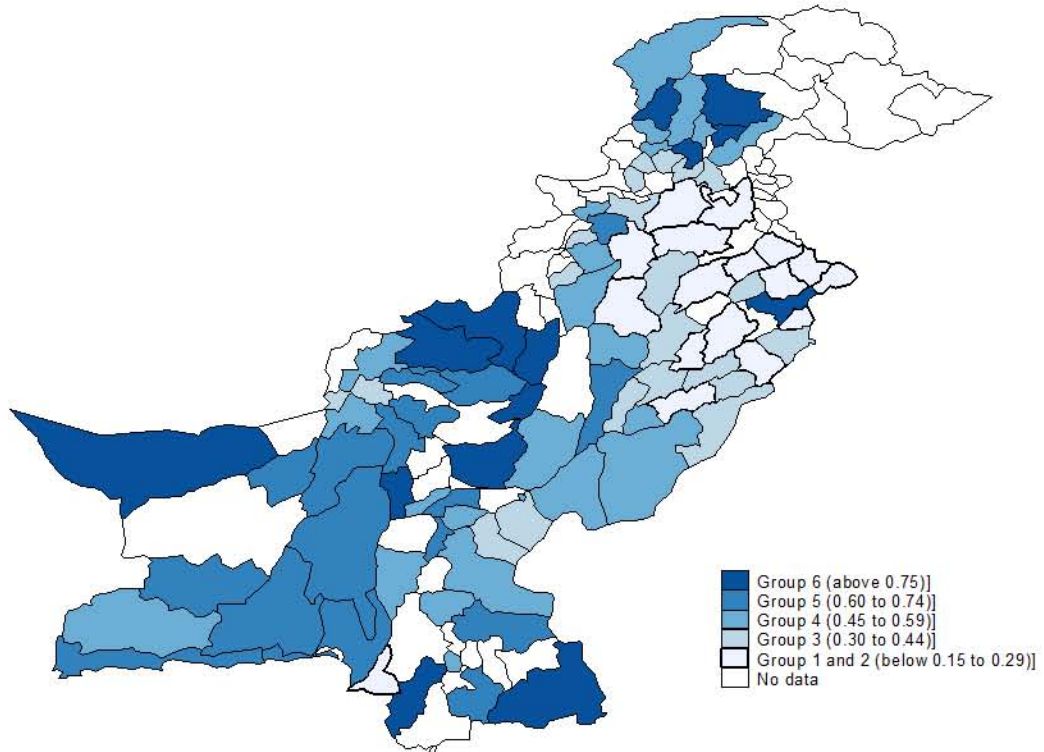 Group 6 (above 0.75)]
Group 5 (0.60 to 0.74)]
Group 4 (0.45 to 0.59)]
Group 3 (0.30 to 0.44)]
Group 1 and 2 (below 0.15 to 0.29)]
No data